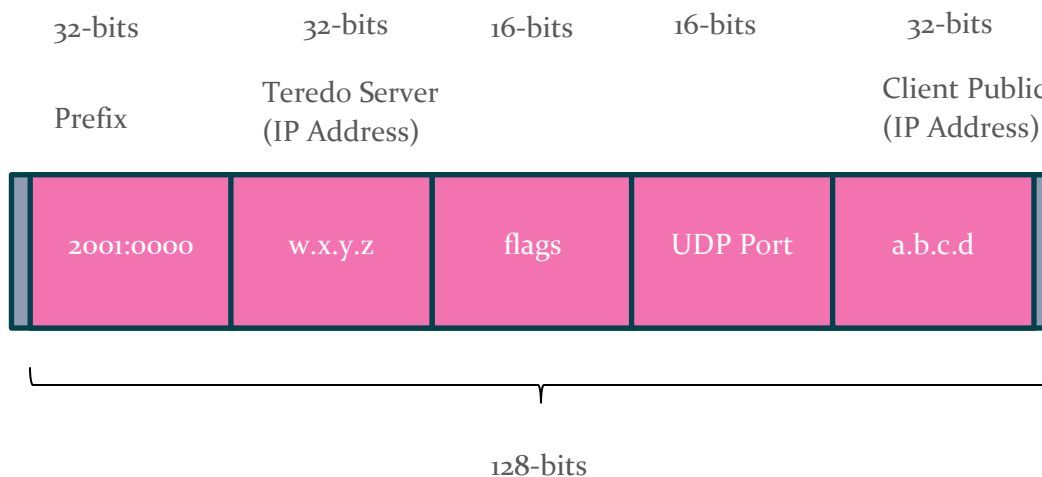 32-bits 32-bits 16-bits 16-bits 32-bits
Prefix
Teredo Server
(IP Address)
Client Public
(IP Address)
2001:0000 w.x.y.z flags UDP Port a.b.c.d
128-bits